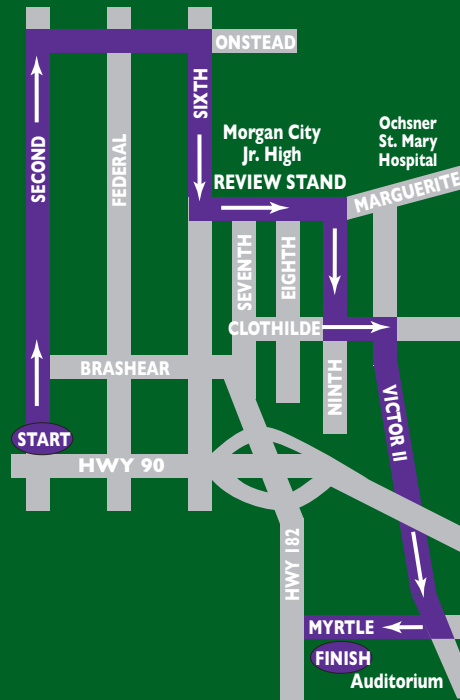 ONSTEAD
SIXTH
SECOND
FEDERAL
Morgan City
Jr. High
REVIEW STAND
Ochsner
St. Mary
Hospital
MARGUERITE
SEVENTH
EIGHTH
CLOTHILDE
NINTH
BRASHEAR
VICTOR II
START
HWY 90
HWY 182
MYRTLE
FINISH
Auditorium